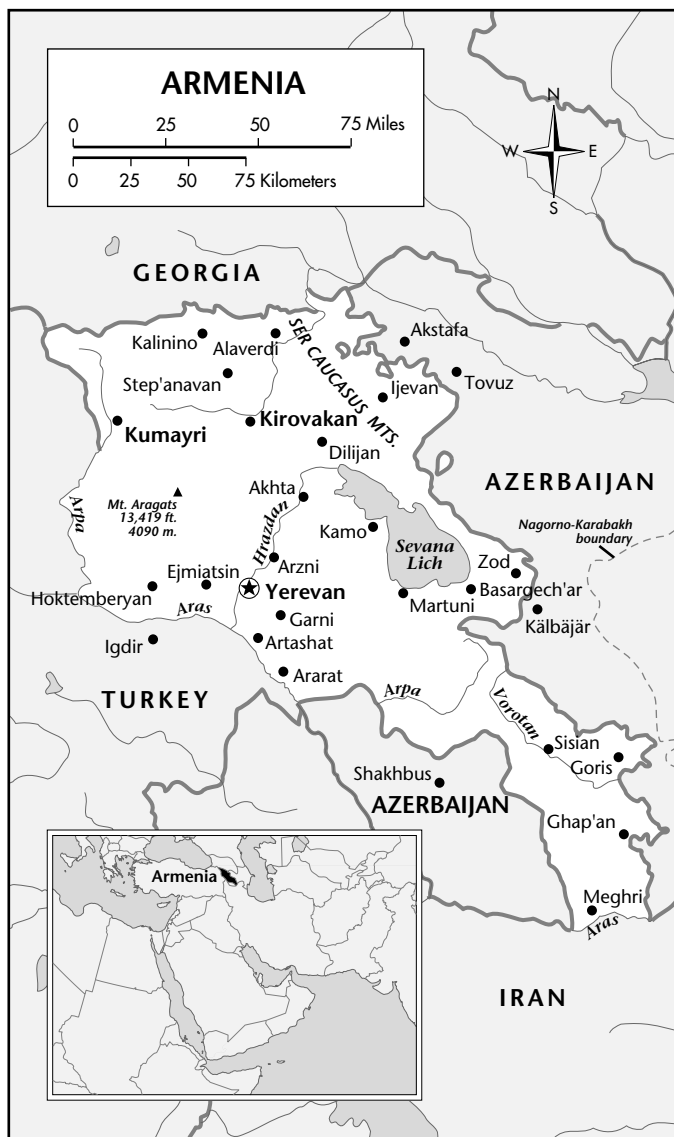 ARMENIA
0 25 50 75 Miles
0 25 50 75 Kilometers
N
W E
S
GEORGIA
SER CAUCASUS MTS.
Kalinino
Alaverdi
Akstafa
Step'anavan
Tovuz
Ijevan
Kumayri
Kirovakan
Dilijan
AZERBAIJAN
Arpa
Mt. Aragats
13,419 ft.
4090 m.
Akhta
Hrazdan
Kamo
Nagorno-Karabakh
boundary
Sevana
Lich
Arzni
Zod
Ejmiatsin
Hoktemberyan
Yerevan
Basargech'ar
Martuni
Aras
Garni
Kälbäjär
Igdir
Artashat
Ararat
TURKEY
Arpa
Vorotan
Sisian
Goris
Shakhbus
AZERBAIJAN
Ghap'an
Armenia
Meghri
Aras
IRAN